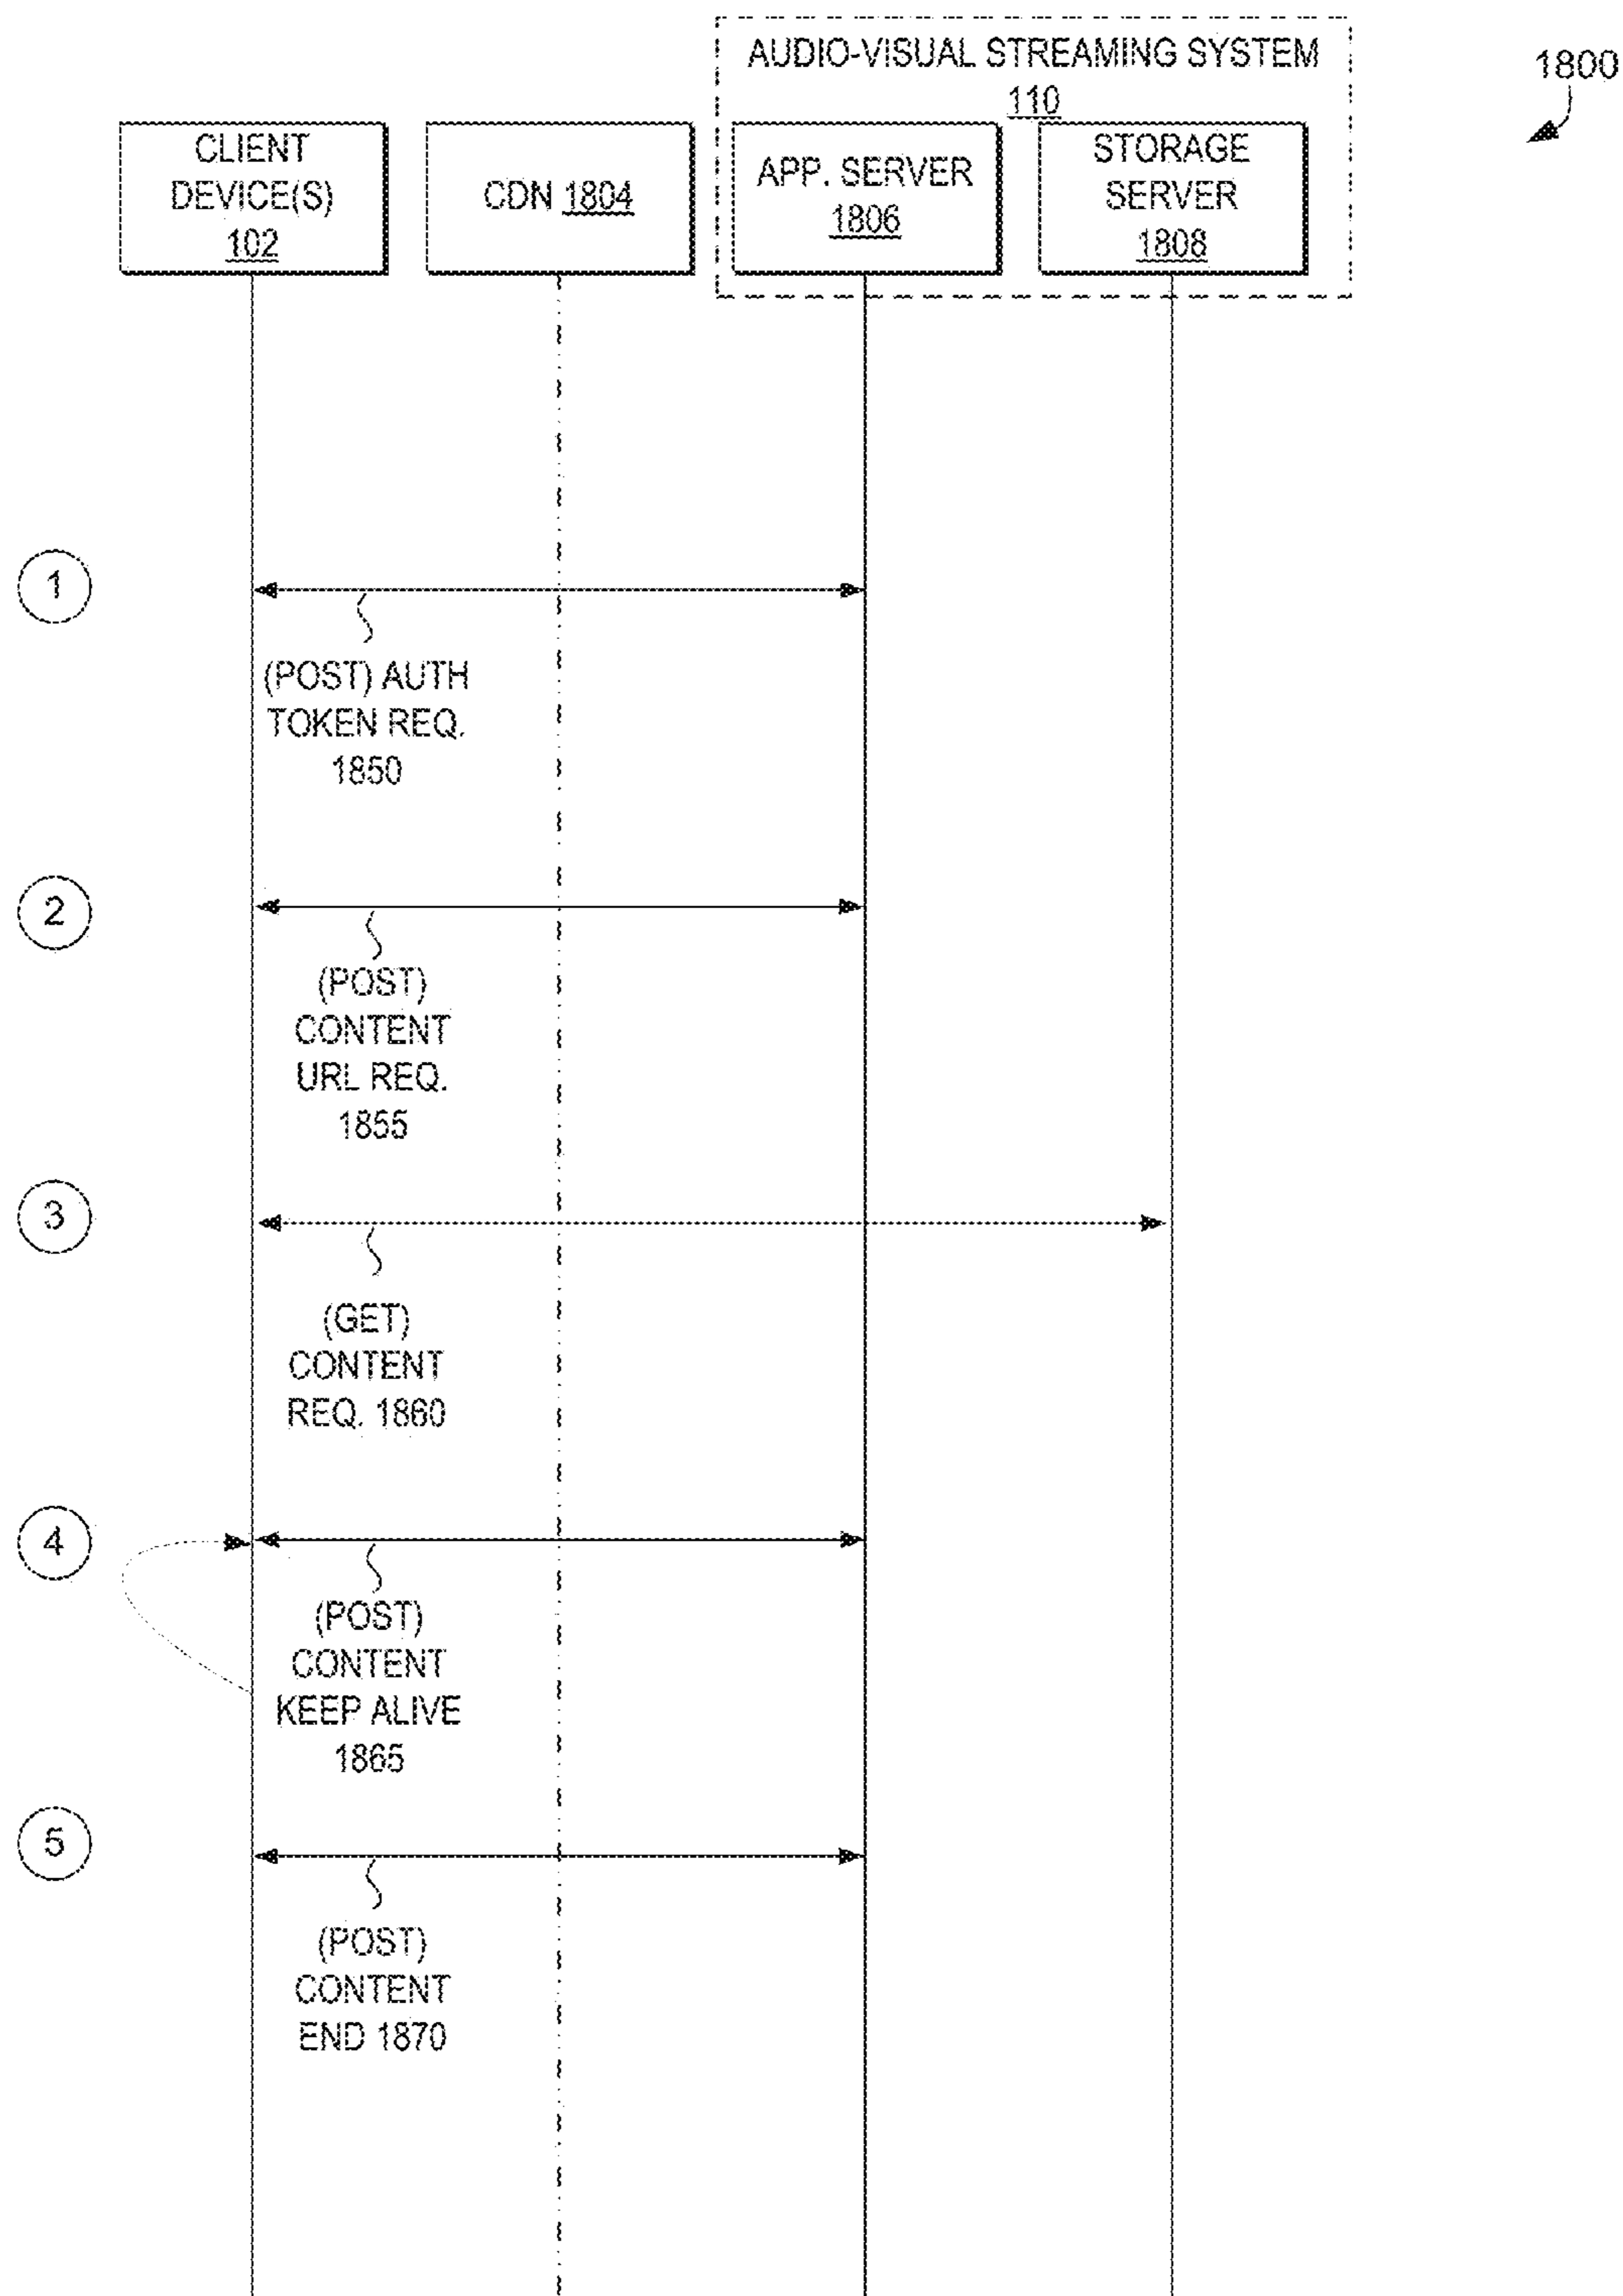 AUDIO-VISUAL STREAMING SYSTEM
110
1800
CLIENT
DEVICE(S)
102
CDN 1804
APP. SERVER
1806
STORAGE
SERVER
1808
1
(POST) AUTH
TOKEN REQ.
1850
2
(POST)
CONTENT
URL REQ.
1855
3
(GET)
CONTENT
REQ. 1860
4
(POST)
CONTENT
KEEP ALIVE
1865
5
(POST)
CONTENT
END 1870